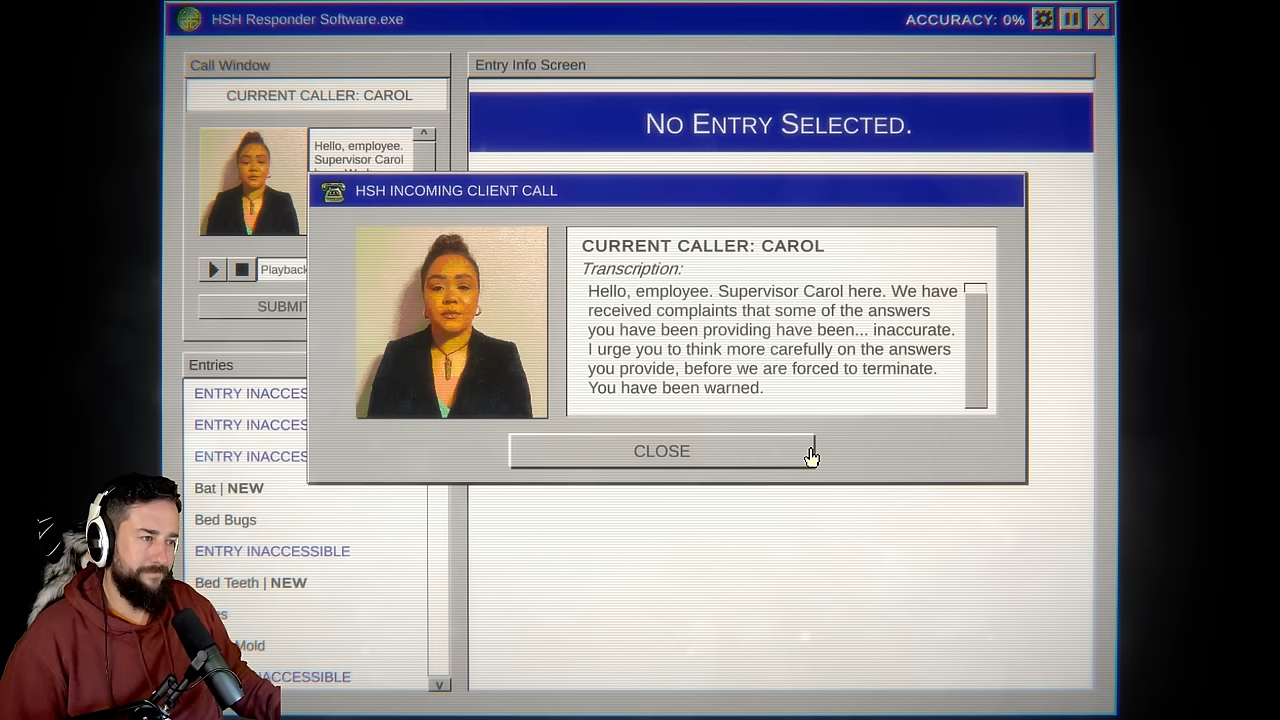 HSH Responder Software.exe
ACCURACY: 0%
X
Call Window
CURRENT CALLER: CAROL
Hello, employee.
Supervisor Carol
Playback
SUBMIT
Entries
ENTRY INACCES
ENTRY INACCES
ENTRY INACCES
Bat | NEW
Bed Bugs
ENTRY INACCESSIBLE
Bed Teeth | NEW
Mold
ACCESSIBLE
Entry Info Screen
NO ENTRY SELECTED.
HSH INCOMING CLIENT CALL
CURRENT CALLER: CAROL
Transcription:
Hello, employee. Supervisor Carol here. We have
received complaints that some of the answers
you have been providing have been... inaccurate.
I urge you to think more carefully on the answers
you provide, before we are forced to terminate.
You have been warned.
CLOSE